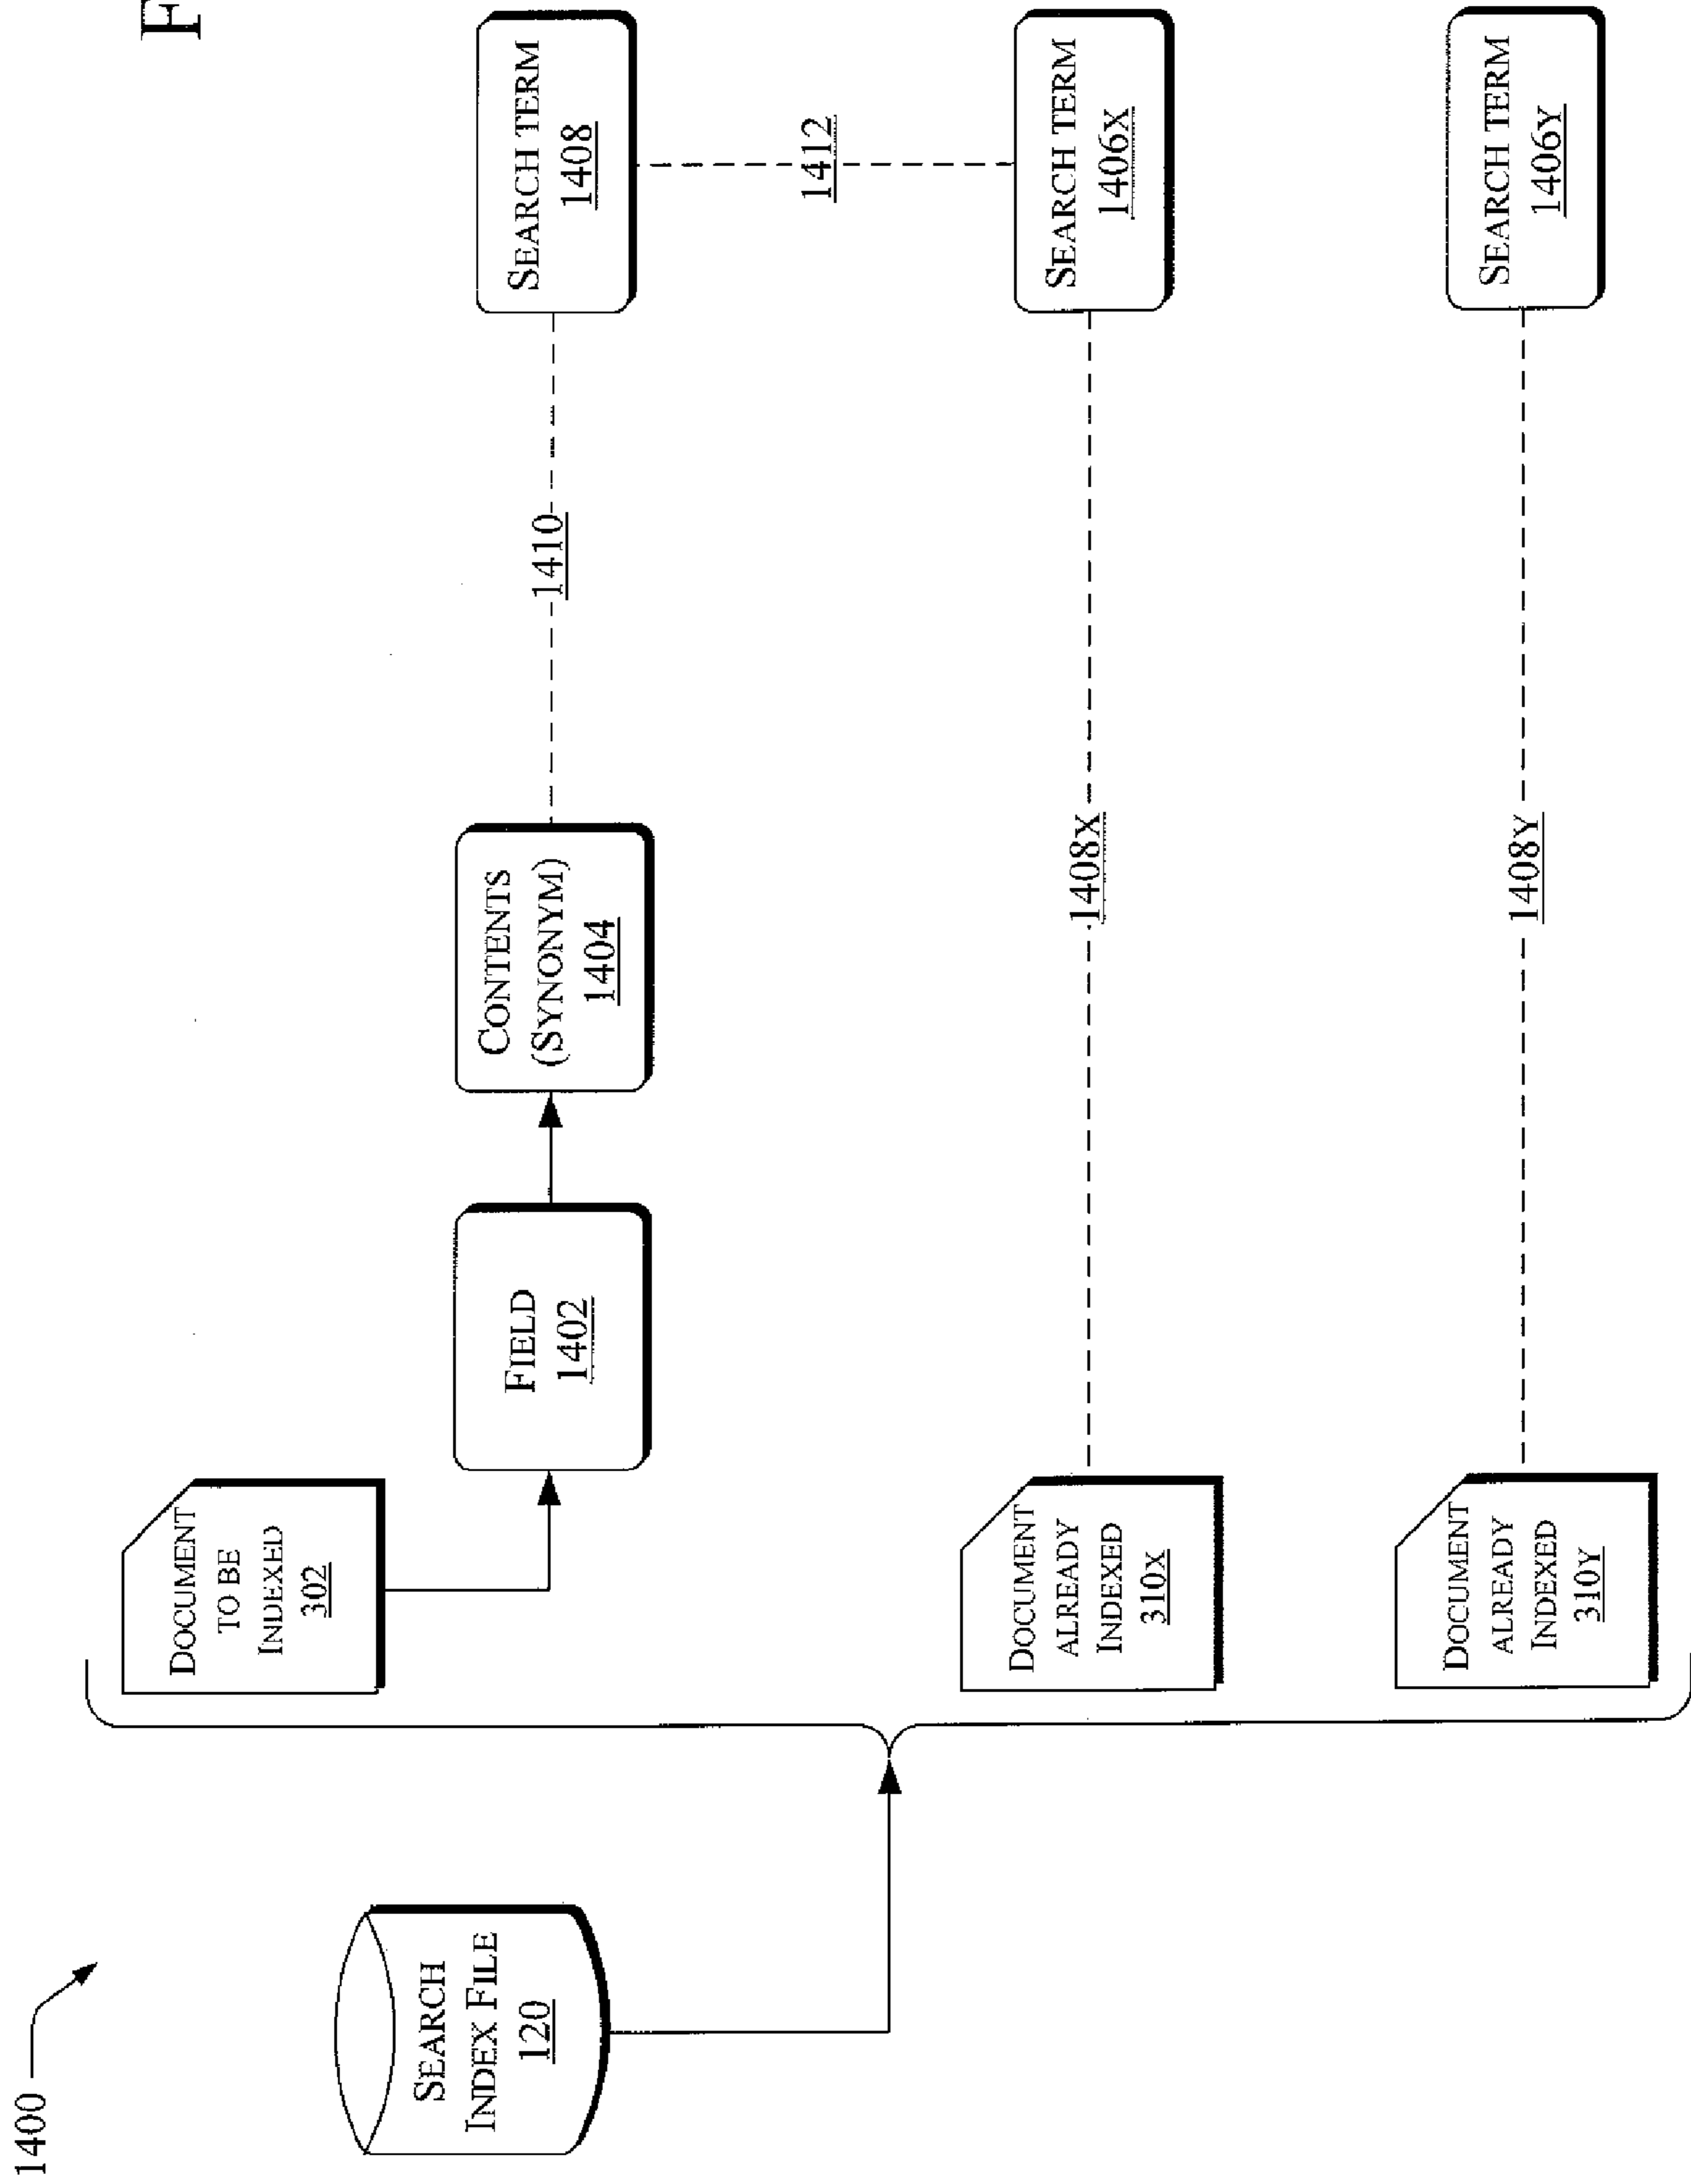 1400
SEARCH
INDEX FILE
120
DOCUMENT
TO BE
INDEXED
302
FIELD
1402
CONTENTS
(SYNONYM)
1404
1410
SEARCH TERM
1408
1412
DOCUMENT
ALREADY
INDEXED
310X
1408X
SEARCH TERM
1406X
DOCUMENT
ALREADY
INDEXED
310Y
1408Y
SEARCH TERM
1406Y
F